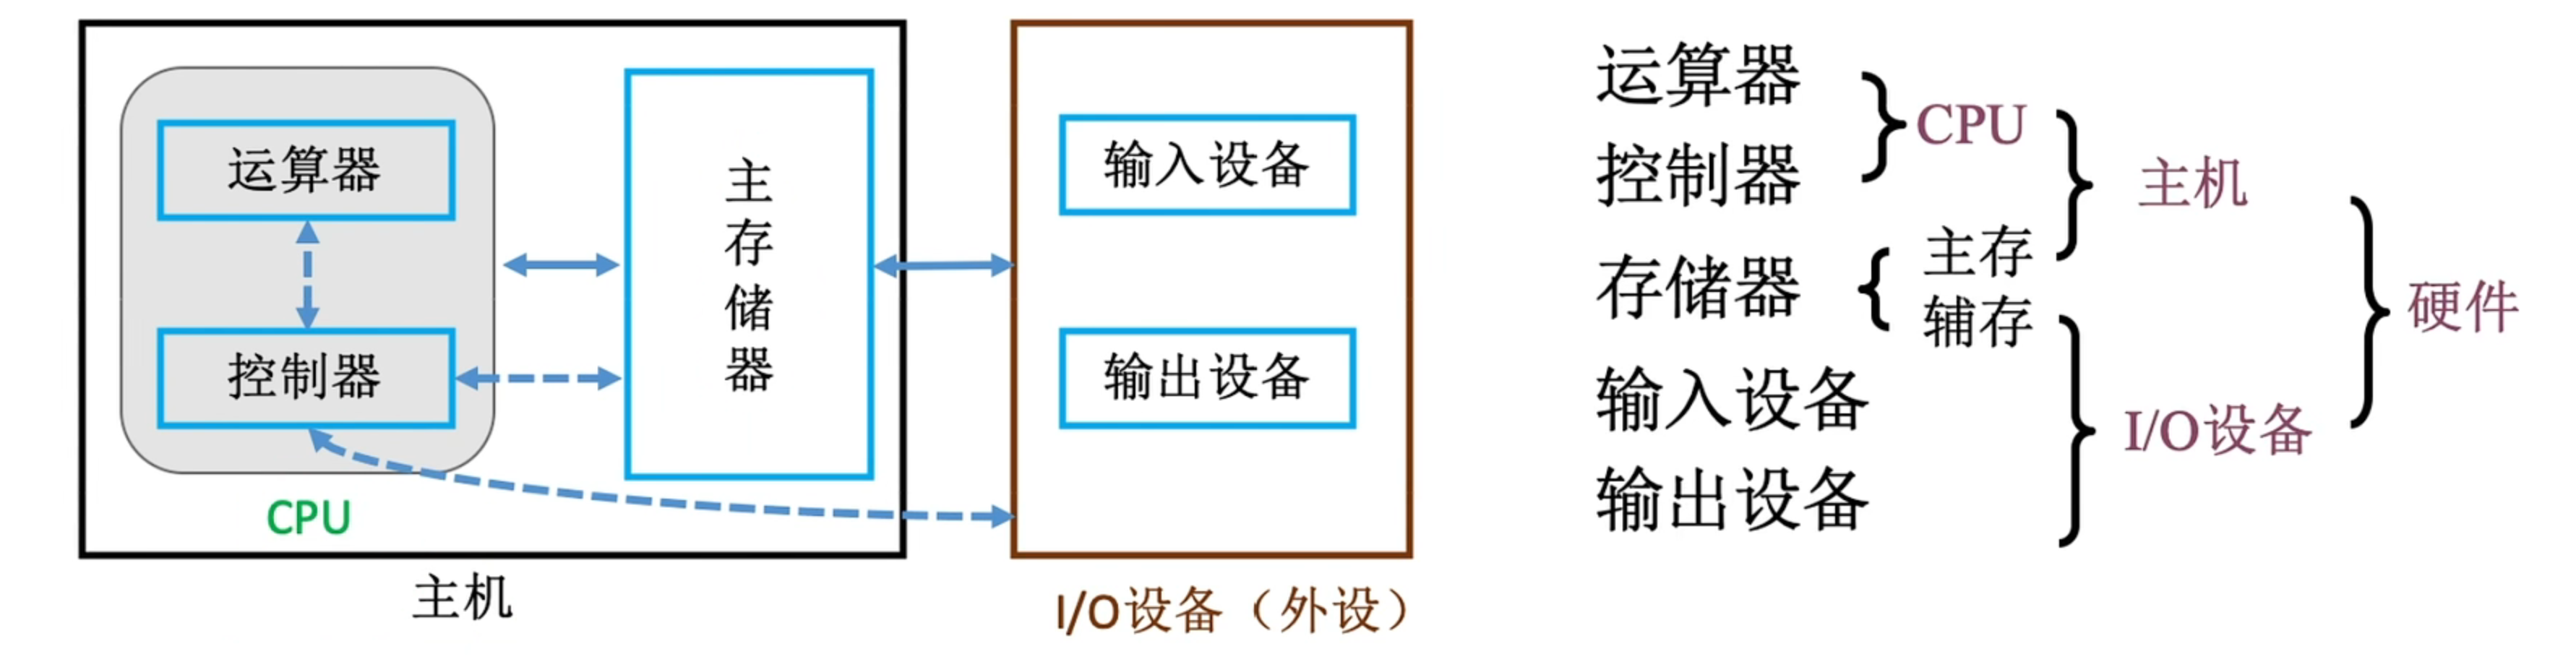 运算器
控制器
CPU
主存储器
主机
输入设备
输出设备
I/O设备（外设）
运算器
控制器
CPU
存储器
主存
辅存
主机
输入设备
输出设备
I/O设备
硬件